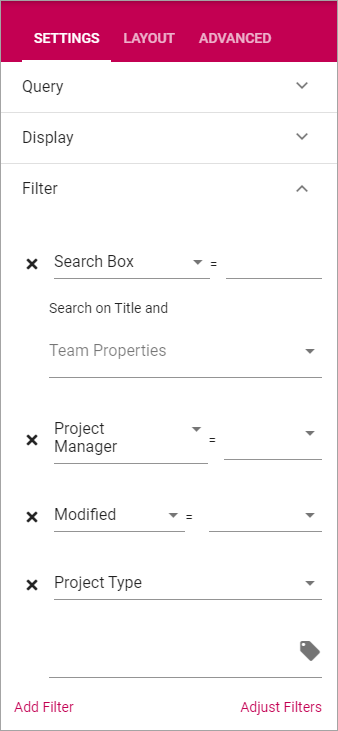 SETTINGS LAYOUT ADVANCED
Query
Display
Filter
Search Box =
Search on Title and
Team Properties
Project
Manager =
Modified =
Project Type
Add Filter Adjust Filters